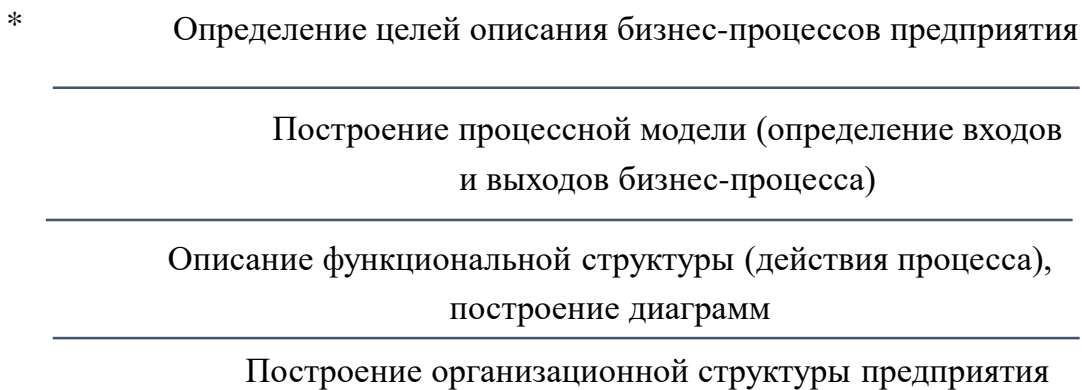 * Определение целей описания бизнес-процессов предприятия
Построение процессной модели (определение входов
и выходов бизнес-процесса)
Описание функциональной структуры (действия процесса),
построение диаграмм
Построение организационной структуры предприятия